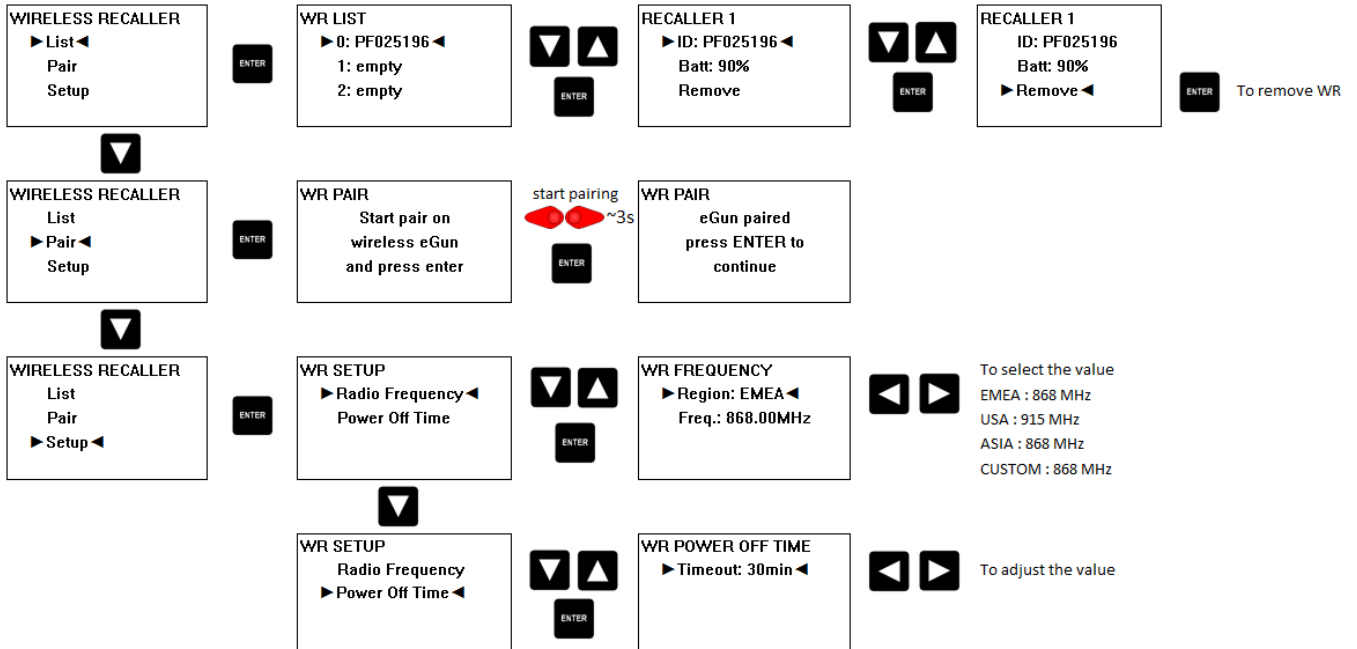 WIRELESS RECALLER
►List◄
Pair
Setup
ENTER
WR LIST
►0: PF025196◄
1: empty
2: empty
ENTER
RECALLER 1
►ID: PF025196◄
Batt: 90%
Remove
ENTER
RECALLER 1
ID: PF025196
Batt: 90%
►Remove◄
ENTER
To remove WR
WIRELESS RECALLER
List
►Pair◄
Setup
ENTER
WR PAIR
Start pair on
wireless eGun
and press enter
start pairing
~3s
ENTER
WR PAIR
eGun paired
press ENTER to
continue
WIRELESS RECALLER
List
Pair
►Setup◄
ENTER
WR SETUP
►Radio Frequency◄
Power Off Time
ENTER
WR FREQUENCY
►Region: EMEA◄
Freq.: 868.00MHz
To select the value
EMEA : 868 MHz
USA : 915 MHz
ASIA : 868 MHz
CUSTOM : 868 MHz
WR SETUP
Radio Frequency
►Power Off Time◄
ENTER
WR POWER OFF TIME
►Timeout: 30min◄
To adjust the value